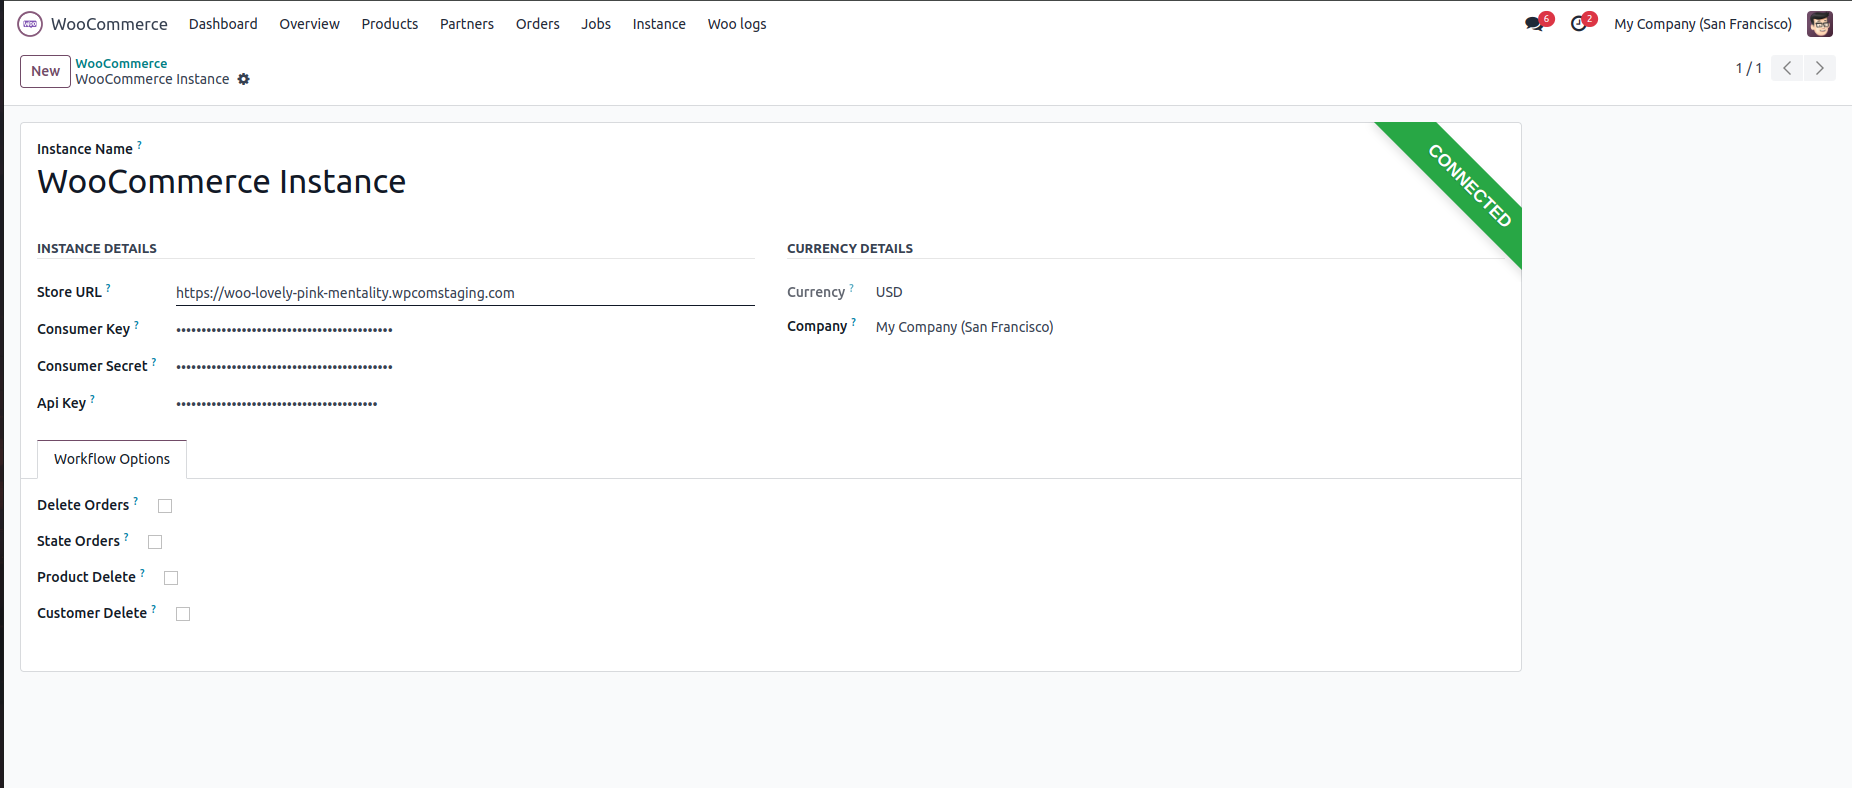 woo WooCommerce Dashboard Overview Products Partners Orders Jobs Instance Woo logs 6 2 My Company (San Francisco)
New
WooCommerce
WooCommerce Instance
1 / 1
Instance Name ?
WooCommerce Instance
CONNECTED
INSTANCE DETAILS
Store URL ? https://woo-lovely-pink-mentality.wpcomstaging.com
Consumer Key ?
Consumer Secret ?
Api Key ?
CURRENCY DETAILS
Currency ? USD
Company ? My Company (San Francisco)
Workflow Options
Delete Orders ?
State Orders ?
Product Delete ?
Customer Delete ?